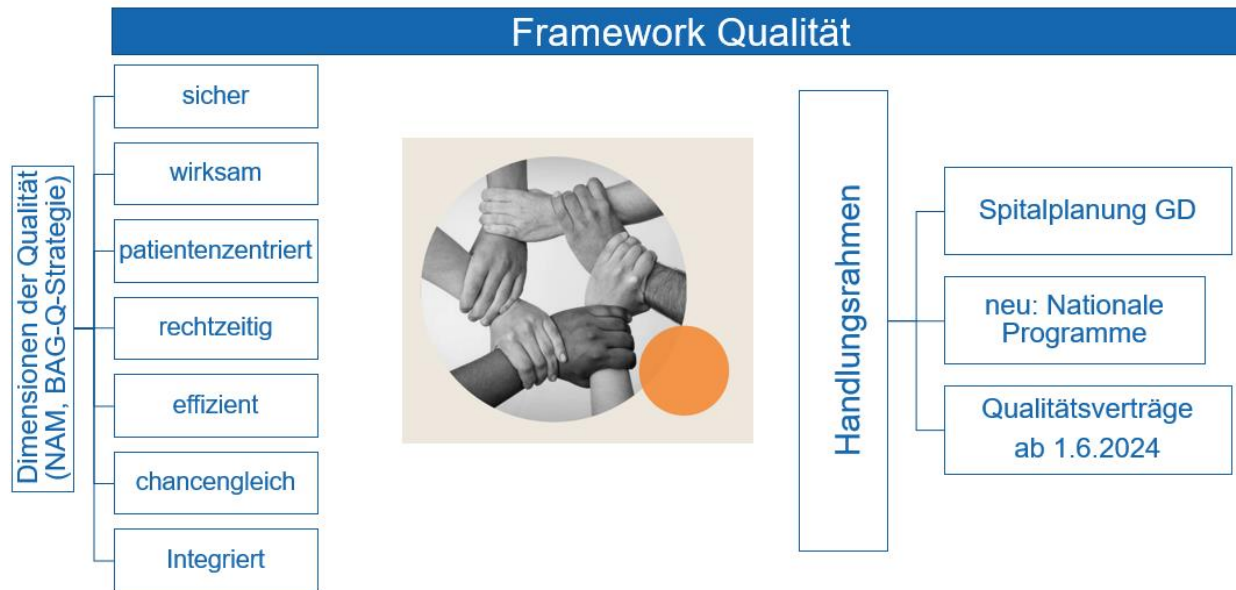 Framework Qualität
Dimensionen der Qualität
(NAM, BAG-Q-Strategie)
sicher
wirksam
patientenzentriert
rechtzeitig
effizient
chancengleich
Integriert
Handlungsrahmen
Spitalplanung GD
neu: Nationale
Programme
Qualitätsverträge
ab 1.6.2024